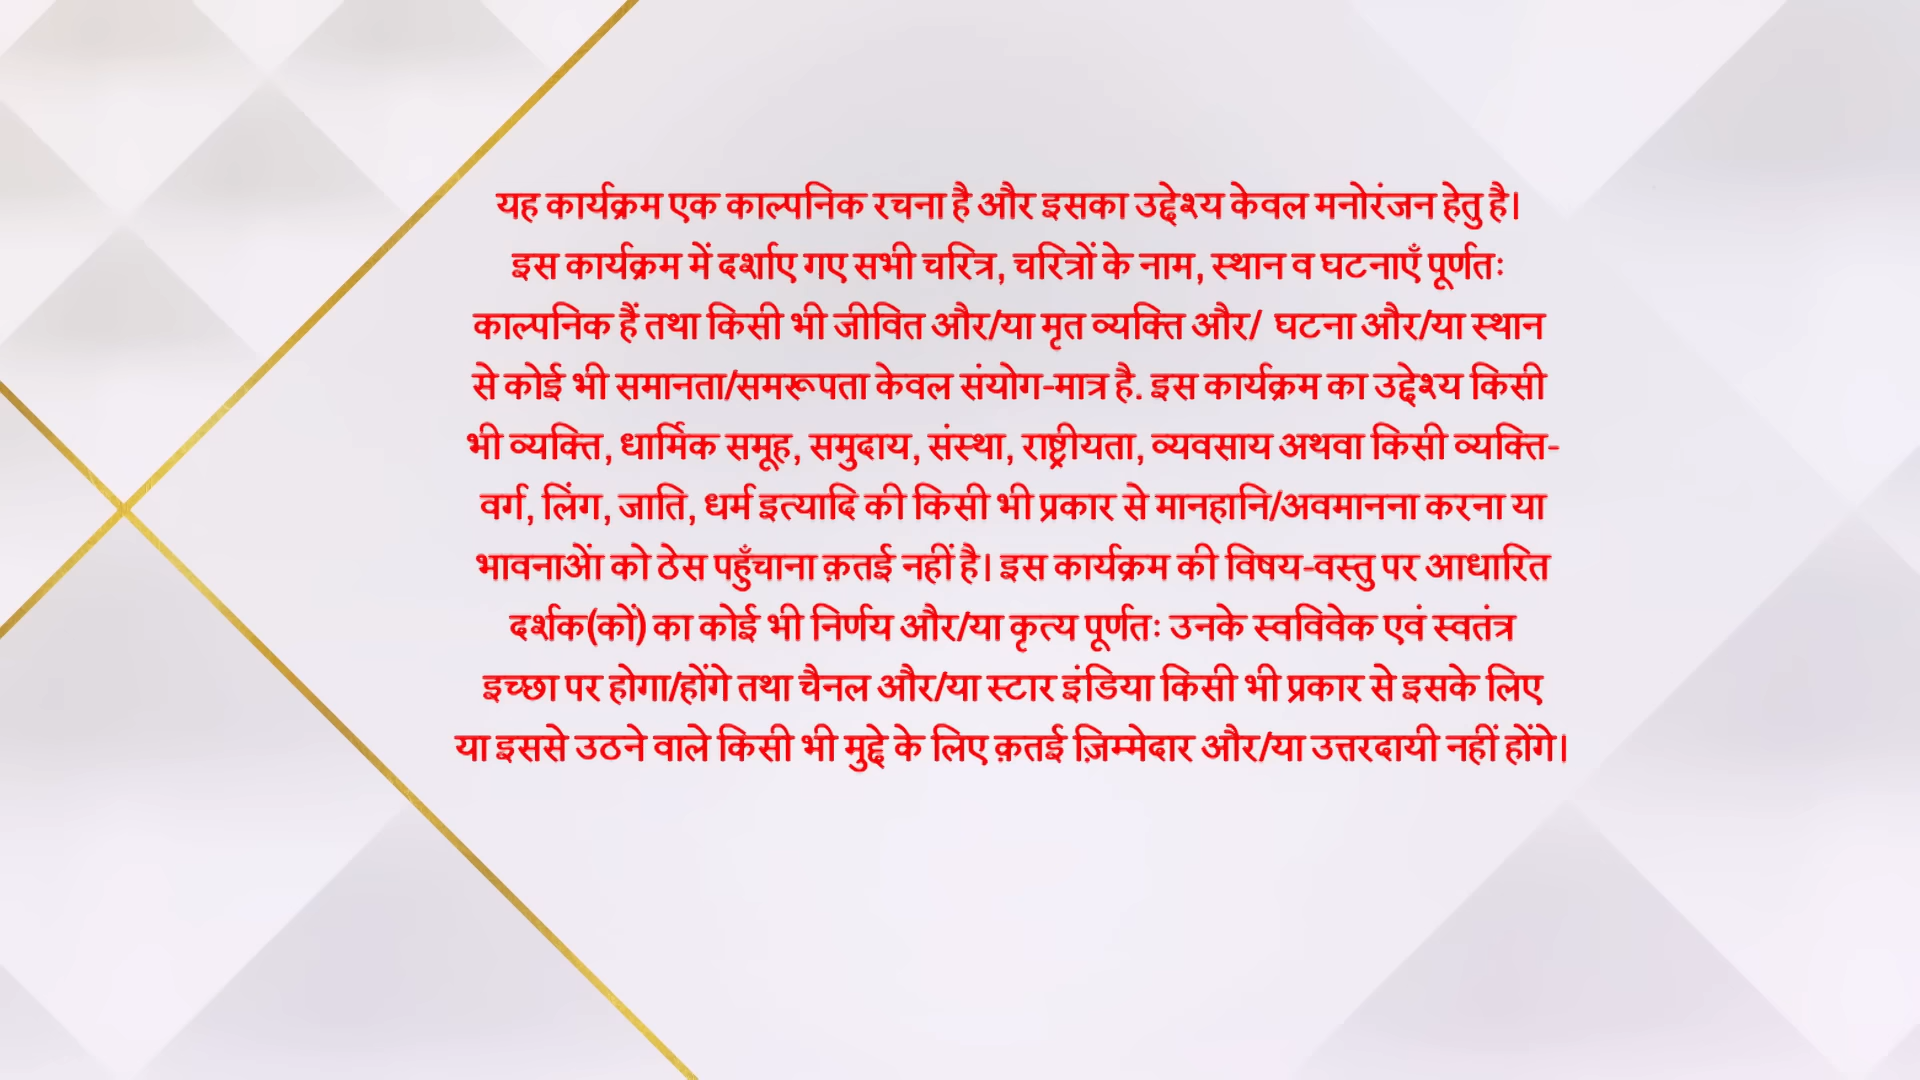 यह कार्यक्रम एक काल्पनिक रचना है और इसका उद्देश्य केवल मनोरंजन हेतु है।
इस कार्यक्रम में दर्शाए गए सभी चरित्र, चरित्रों के नाम, स्थान व घटनाएँ पूर्णतः
काल्पनिक हैं तथा किसी भी जीवित और/या मृत व्यक्ति और/ घटना और/या स्थान
से कोई भी समानता/समरूपता केवल संयोग-मात्र है. इस कार्यक्रम का उद्देश्य किसी
भी व्यक्ति, धार्मिक समूह, समुदाय, संस्था, राष्ट्रीयता, व्यवसाय अथवा किसी व्यक्ति-
वर्ग, लिंग, जाति, धर्म इत्यादि की किसी भी प्रकार से मानहानि/अवमानना करना या
भावनाओं को ठेस पहुँचाना क़तई नहीं है। इस कार्यक्रम की विषय-वस्तु पर आधारित
दर्शक(कों) का कोई भी निर्णय और/या कृत्य पूर्णतः उनके स्वविवेक एवं स्वतंत्र
इच्छा पर होगा/होंगे तथा चैनल और/या स्टार इंडिया किसी भी प्रकार से इसके लिए
या इससे उठने वाले किसी भी मुद्दे के लिए क़तई ज़िम्मेदार और/या उत्तरदायी नहीं होंगे।